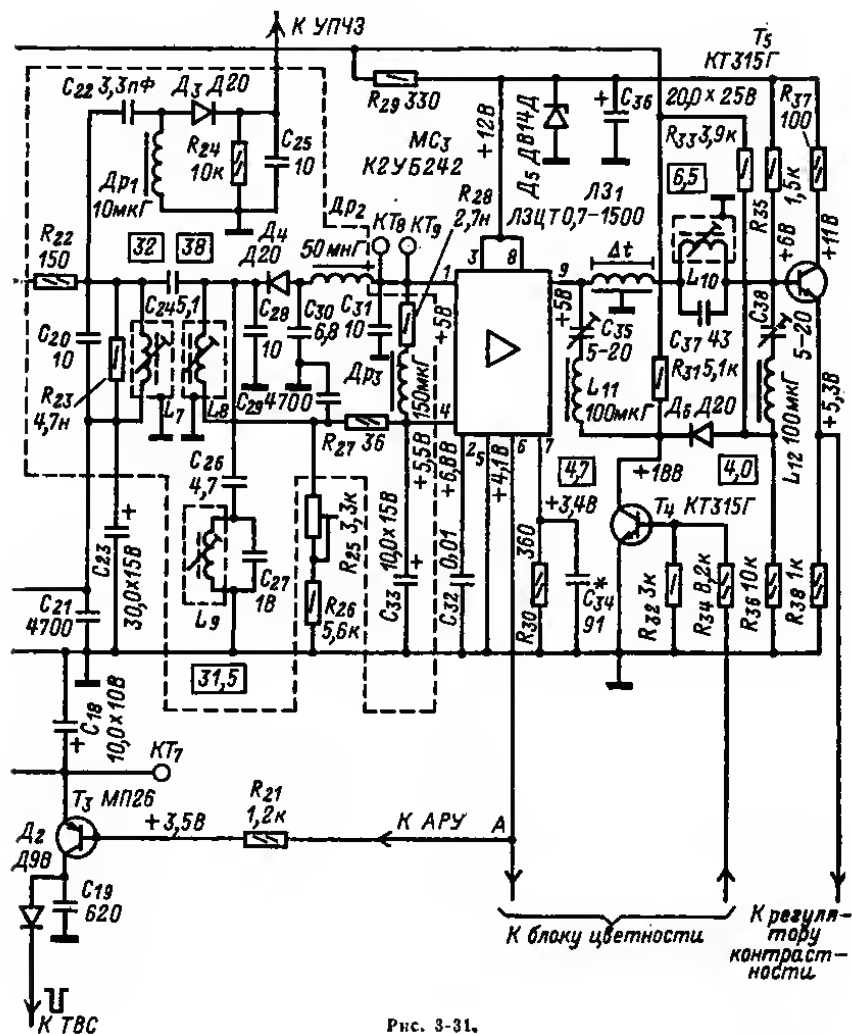 К УПЧЗ
T5
КТ315Г
C22 3,3пФ
Д3 Д20
R24
10к
C25
10
Др1
10мкГ
R29 330
+12В
Д5 ДВ14Д
C36
20,0×25В
R33 3,9к
R37
100
МС3
К2УБ242
R28
2,7н
ЛЗ1
ЛЗЦТ 0,7-1500
6,5
R35
1,5к
+6В
+11В
R22
150
32
38
Д4
Д20
Др2
50мнГ
КТ8
КТ9
3
8
Δt
L10
C20
10
R23
4,7н
C24 5,1
L7
L8
C28
10
C30
6,8
C31
10
1
+5В
9
+5В
C35
5-20
C37 43
C38
5-20
C29 4700
Др3
150мкГ
L11
100мкГ
R31 5,1к
Д6 Д20
L12 100мкГ
+5,3В
R27 36
4
+5,5В
+6,8В
2
5
+4,1В
6
7
4,7
+18В
4,0
C26
4,7
+3,4В
T4 КТ315Г
C23
30,0×15В
L9
C27
1В
R25 3,3к
R26
5,6к
10,0×15В
C33
0,01
C32
360
R30
C34*
91
R32 3к
R34 8,2к
R36 10к
R38 1к
C21
4700
31,5
C18
10,0×10В
КТ7
T3 МП26
+3,5В
R21
1,2к
К АРУ
А
Д2
Д9В
C19
620
К блоку цветности
К регуля-
тору
контраст-
ности
К ТВС
Рис. 3-31.